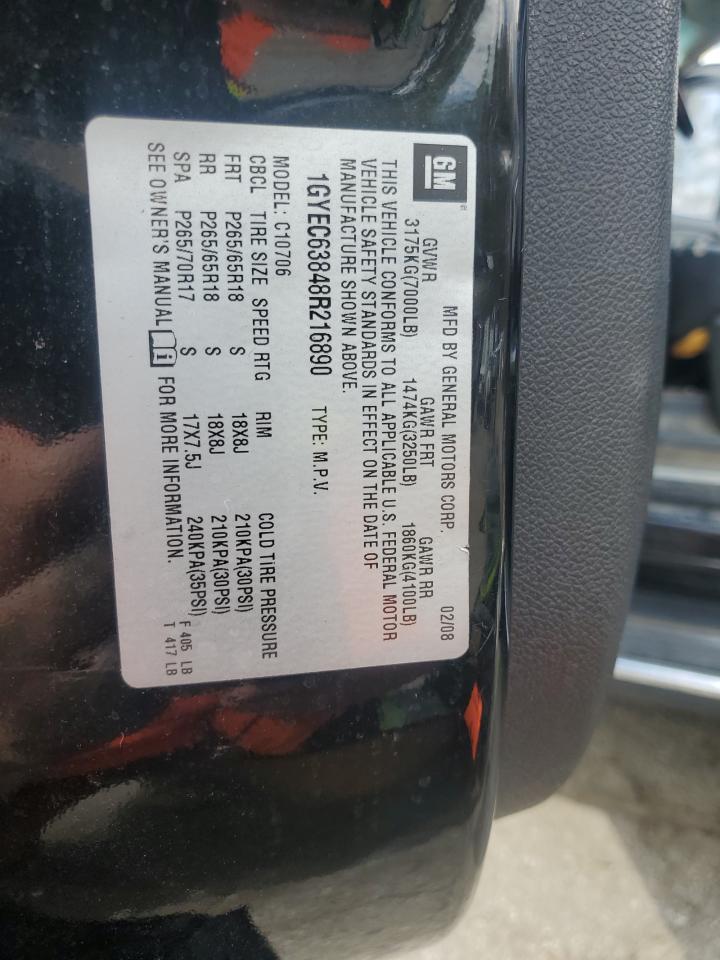 GM
MFD BY GENERAL MOTORS CORP. 02/08
GVWR GAWR FRT GAWR RR
3175KG(7000LB) 1474KG(3250LB) 1860KG(4100LB)
THIS VEHICLE CONFORMS TO ALL APPLICABLE U.S. FEDERAL MOTOR
VEHICLE SAFETY STANDARDS IN EFFECT ON THE DATE OF
MANUFACTURE SHOWN ABOVE.
1GYEC63848R216890 TYPE: M.P.V.
MODEL: C10706
CBCL TIRE SIZE SPEED RTG RIM COLD TIRE PRESSURE
FRT P265/65R18 S 18X8J 210KPA(30PSI)
RR P265/65R18 S 18X8J 210KPA(30PSI)
SPA P265/70R17 S 17X7.5J 240KPA(35PSI) F 405 LB
SEE OWNER'S MANUAL i FOR MORE INFORMATION. T 417 LB